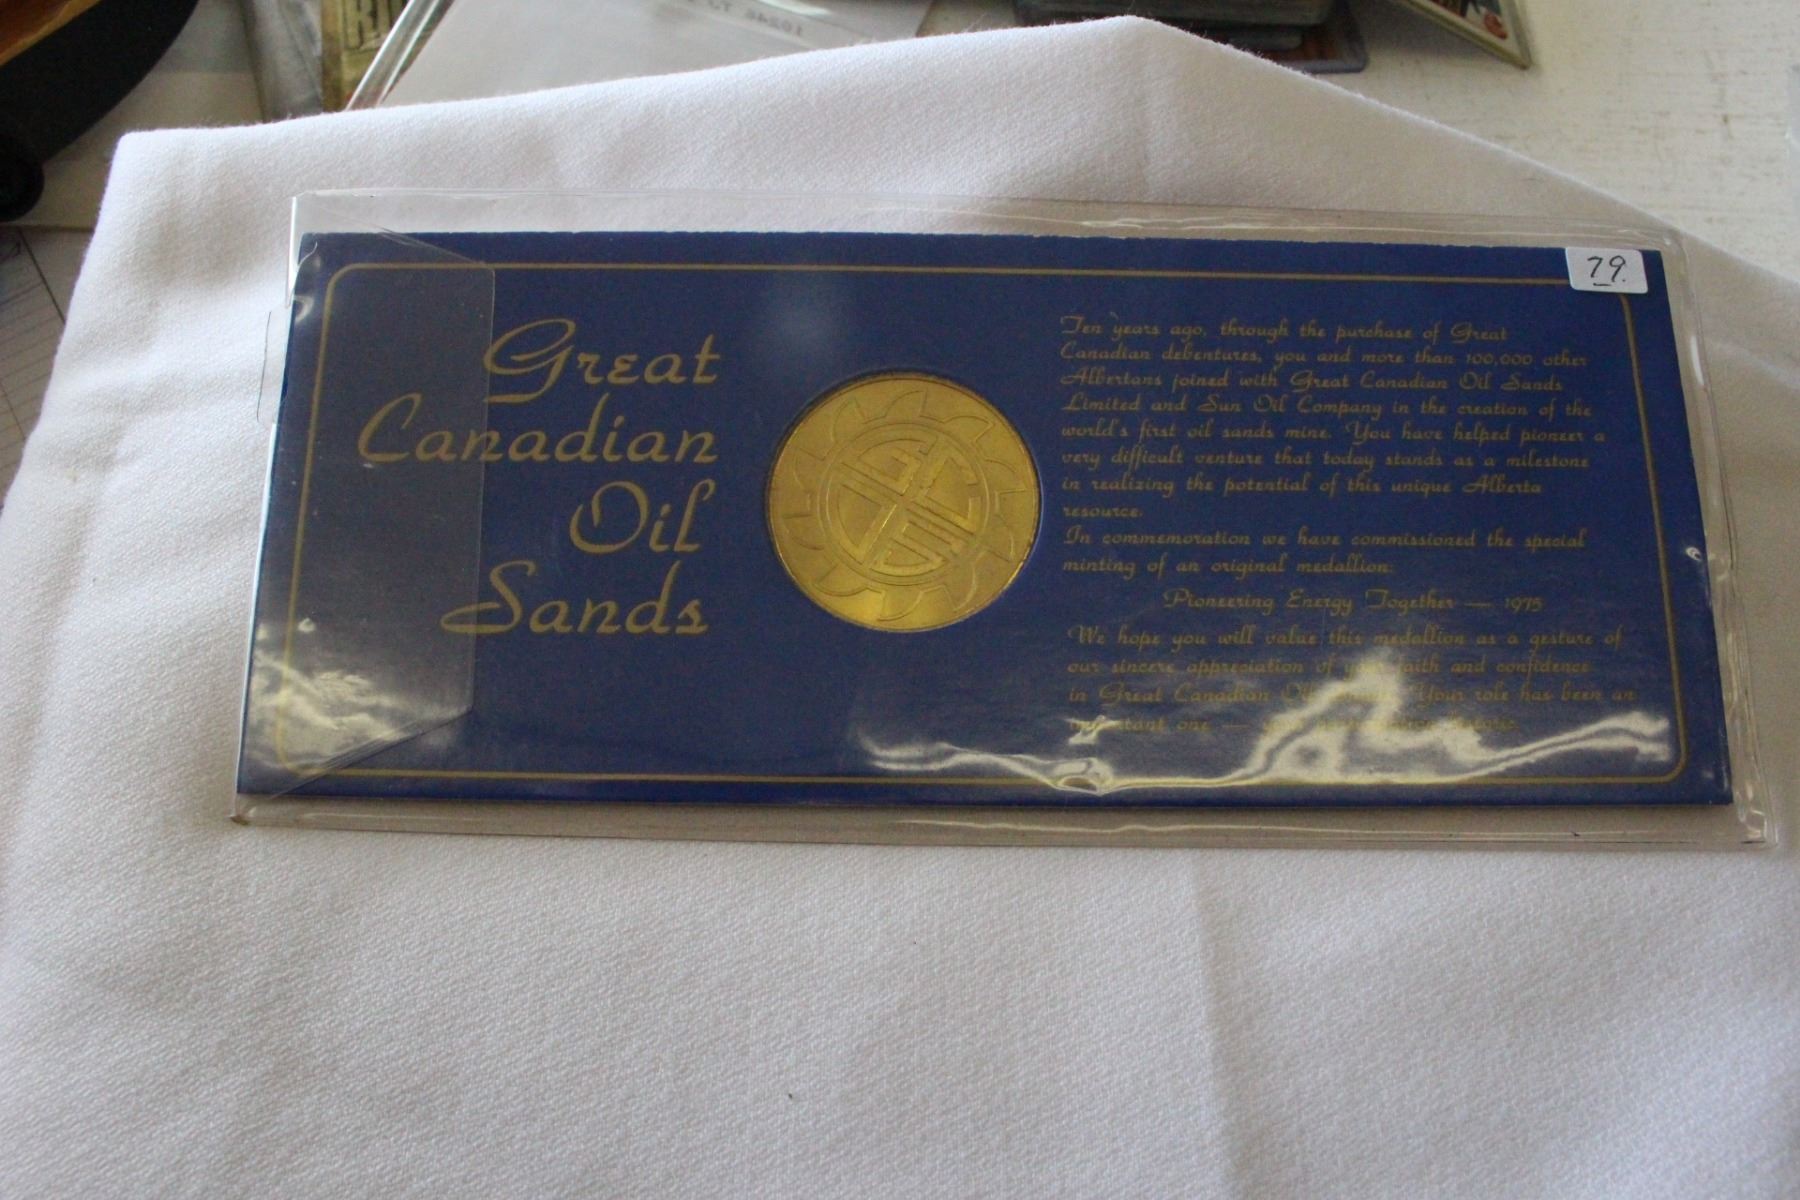 Great
Canadian
Oil
Sands
79.
Ten years ago, through the purchase of Great
Canadian debentures, you and more than 100,000 other
Albertans joined with Great Canadian Oil Sands
Limited and Sun Oil Company in the creation of the
world's first oil sands mine. You have helped pioneer a
very difficult venture that today stands as a milestone
in realizing the potential of this unique Alberta
resource.
In commemoration we have commissioned the special
minting of an original medallion:
Pioneering Energy Together — 1975
We hope you will value this medallion as a gesture of
our sincere appreciation of your faith and confidence
in Great Canadian Oil Your role has been an
important one —